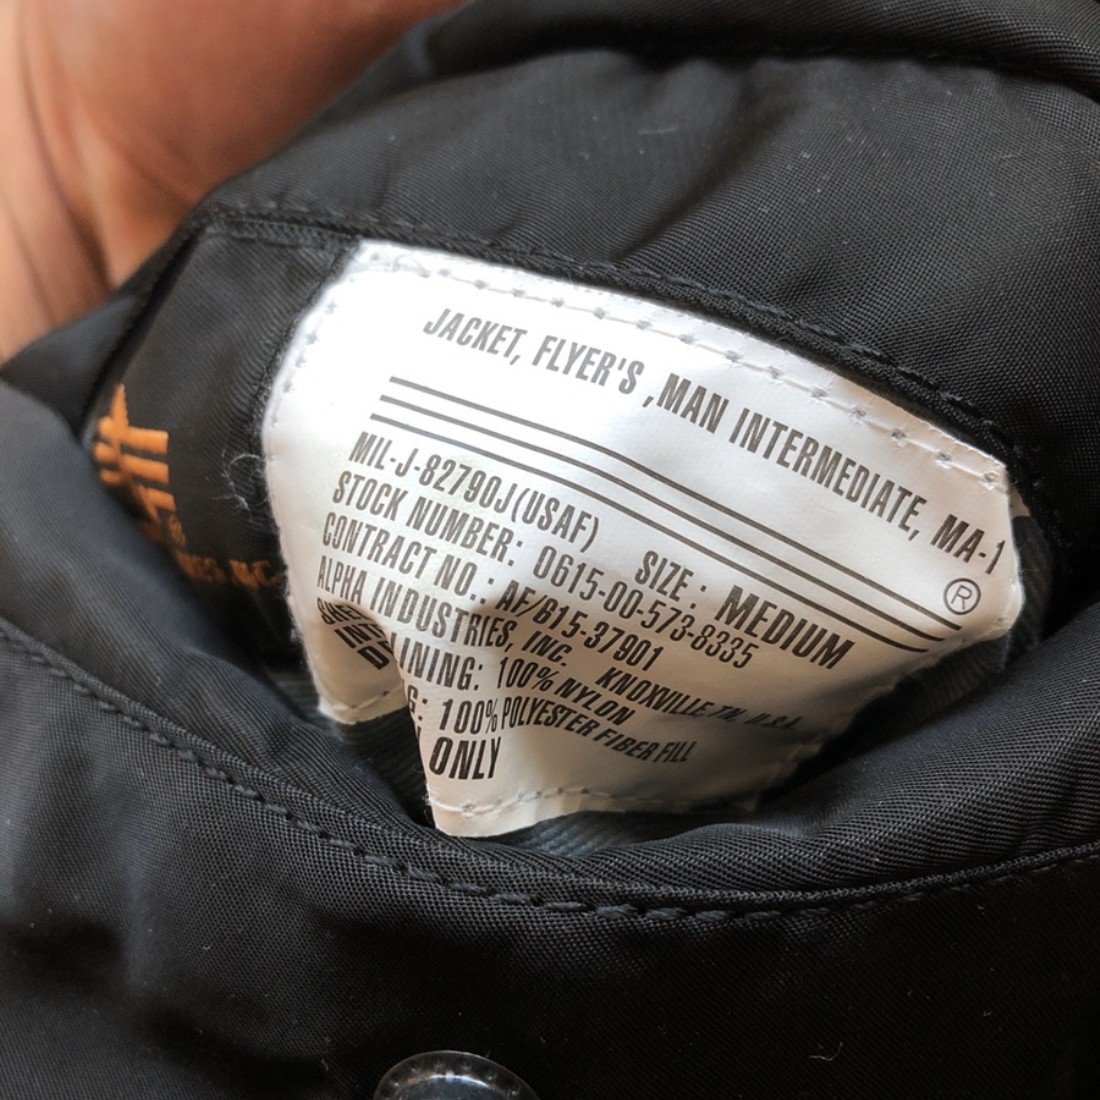 JACKET, FLYER'S ,MAN INTERMEDIATE, MA-1
®
MIL-J-82790J(USAF) SIZE: MEDIUM
STOCK NUMBER: 0615-00-573-8335
CONTRACT NO.: AF/615-37901
ALPHA INDUSTRIES, INC. KNOXVILLE, TN, U.S.A.
LINING: 100% NYLON
G: 100% POLYESTER FIBER FILL
ONLY